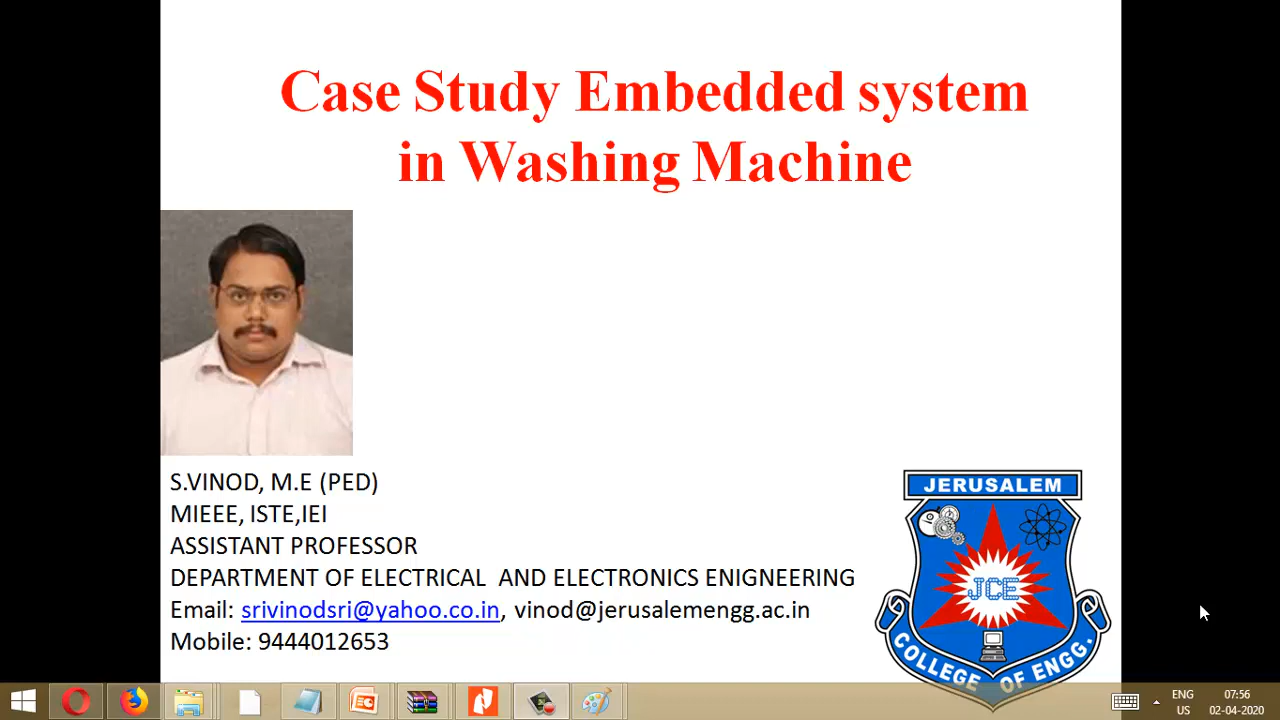 Case Study Embedded system
in Washing Machine
S.VINOD, M.E (PED)
MIEEE, ISTE,IEI
ASSISTANT PROFESSOR
DEPARTMENT OF ELECTRICAL AND ELECTRONICS ENIGNEERING
Email: srivinodsri@yahoo.co.in, vinod@jerusalemengg.ac.in
Mobile: 9444012653
JERUSALEM
JCE
COLLEGE OF ENGG.
ENG
US
07:56
02-04-2020